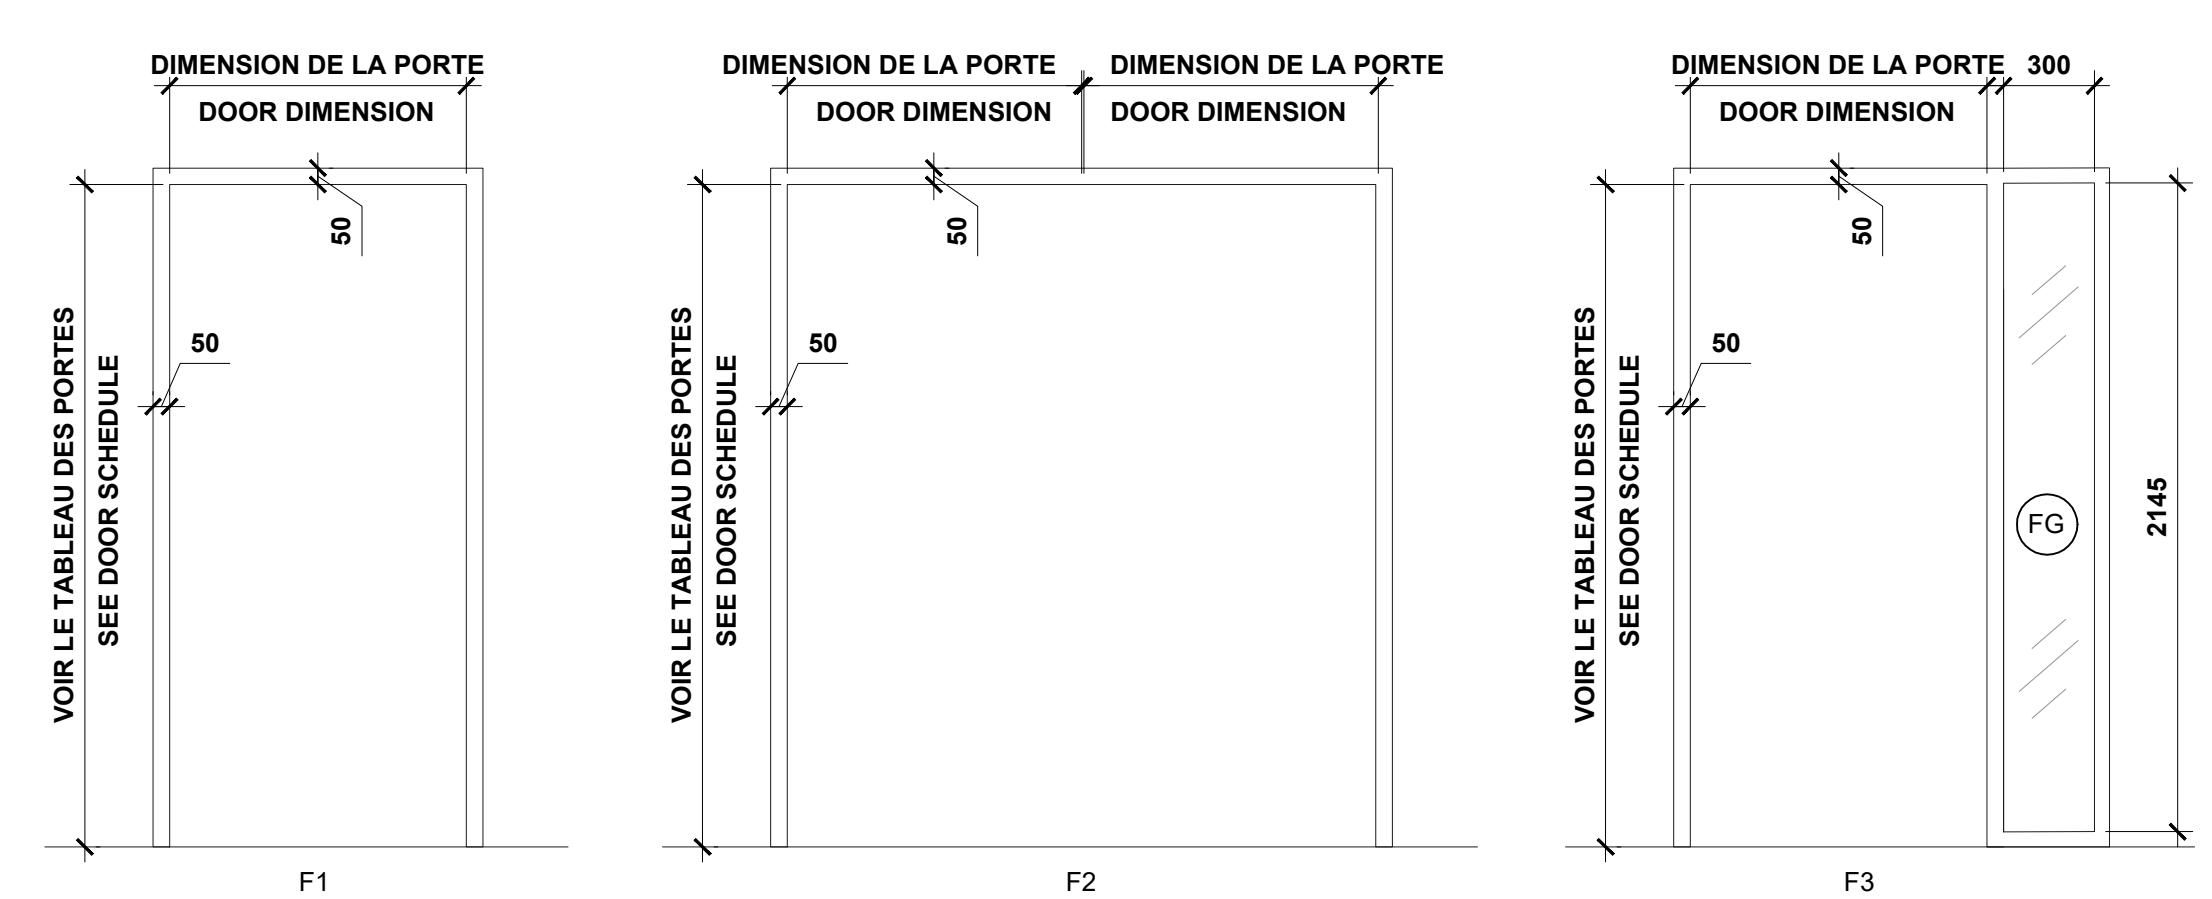 DIMENSION DE LA PORTE
DOOR DIMENSION
50
50
VOIR LE TABLEAU DES PORTES
SEE DOOR SCHEDULE
F1
DIMENSION DE LA PORTE
DIMENSION DE LA PORTE
DOOR DIMENSION
DOOR DIMENSION
50
50
VOIR LE TABLEAU DES PORTES
SEE DOOR SCHEDULE
F2
DIMENSION DE LA PORTE
300
DOOR DIMENSION
50
50
VOIR LE TABLEAU DES PORTES
SEE DOOR SCHEDULE
FG
2145
F3